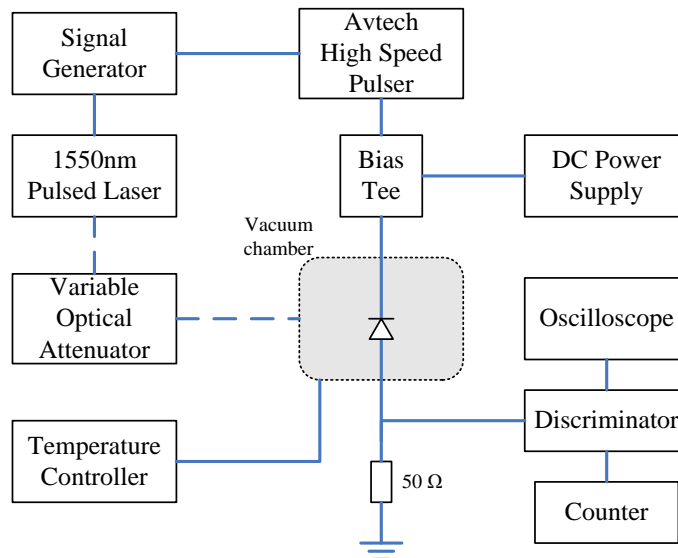 Signal
Generator
Avtech
High Speed
Pulser
1550nm
Pulsed Laser
Bias
Tee
DC Power
Supply
Vacuum
chamber
Variable
Optical
Attenuator
Oscilloscope
Discriminator
Temperature
Controller
50 Ω
Counter